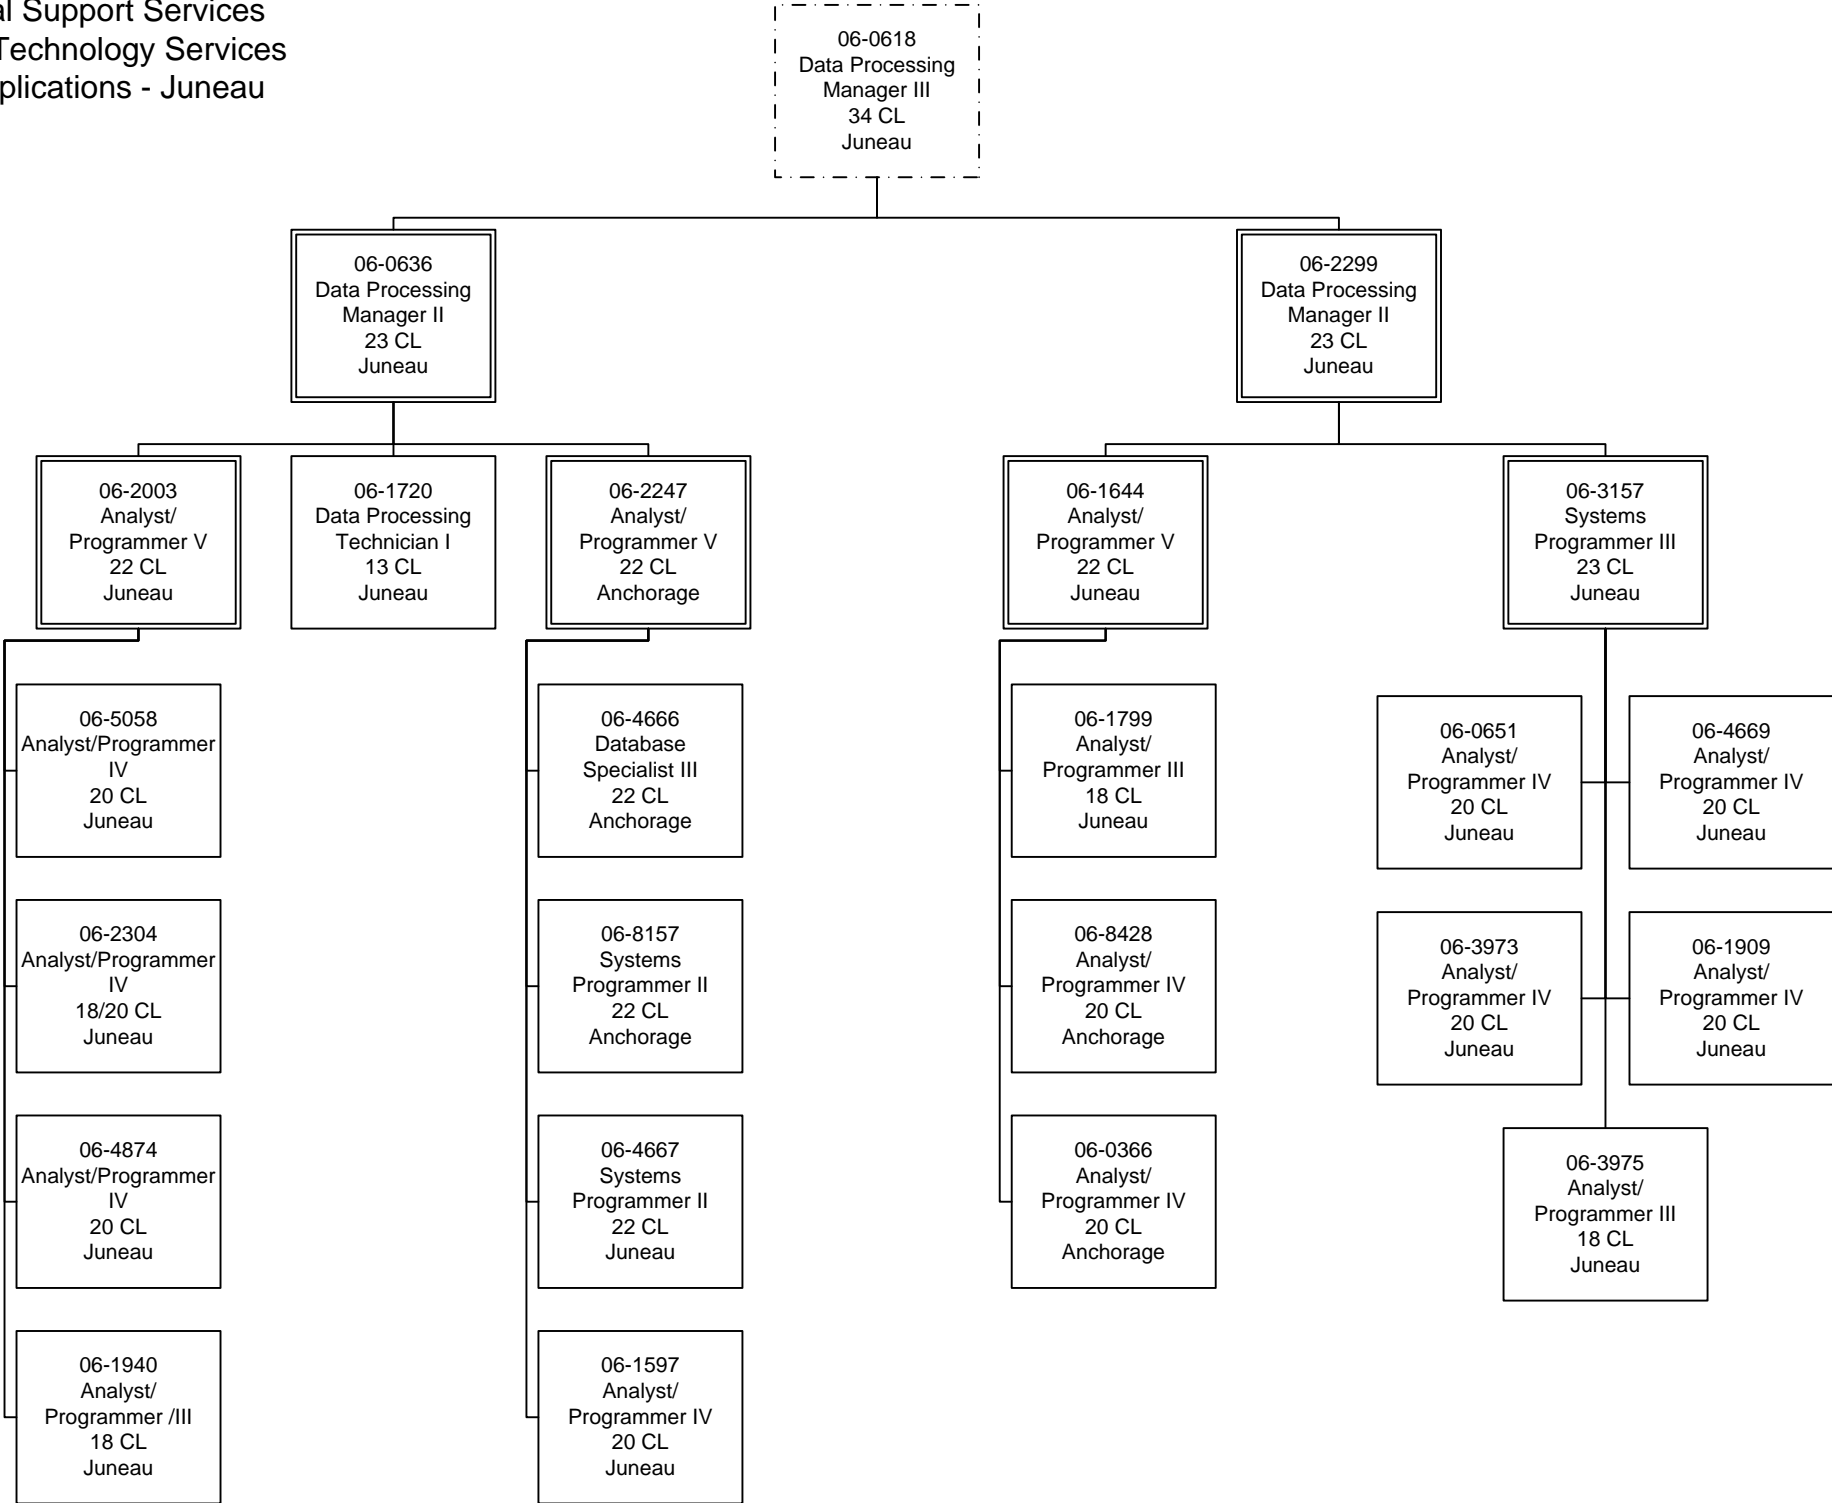 Support Services
Technology Services
- Juneau
06-0618
Data Processing
Manager III
34 CL
Juneau
06-0636
Data Processing
Manager II
23 CL
Juneau
06-2299
Data Processing
Manager II
23 CL
Juneau
06-2003
Analyst/
Programmer V
22 CL
Juneau
06-1720
Data Processing
Technician I
13 CL
Juneau
06-2247
Analyst/
Programmer V
22 CL
Anchorage
06-1644
Analyst/
Programmer V
22 CL
Juneau
06-3157
Systems
Programmer III
23 CL
Juneau
06-5058
Analyst/Programmer
IV
20 CL
Juneau
06-4666
Database
Specialist III
22 CL
Anchorage
06-1799
Analyst/
Programmer III
18 CL
Juneau
06-0651
Analyst/
Programmer IV
20 CL
Juneau
06-4669
Analyst/
Programmer IV
20 CL
Juneau
06-2304
Analyst/Programmer
IV
18/20 CL
Juneau
06-8157
Systems
Programmer II
22 CL
Anchorage
06-8428
Analyst/
Programmer IV
20 CL
Anchorage
06-3973
Analyst/
Programmer IV
20 CL
Juneau
06-1909
Analyst/
Programmer IV
20 CL
Juneau
06-4874
Analyst/Programmer
IV
20 CL
Juneau
06-4667
Systems
Programmer II
22 CL
Juneau
06-0366
Analyst/
Programmer IV
20 CL
Anchorage
06-3975
Analyst/
Programmer III
18 CL
Juneau
06-1940
Analyst/
Programmer /III
18 CL
Juneau
06-1597
Analyst/
Programmer IV
20 CL
Juneau